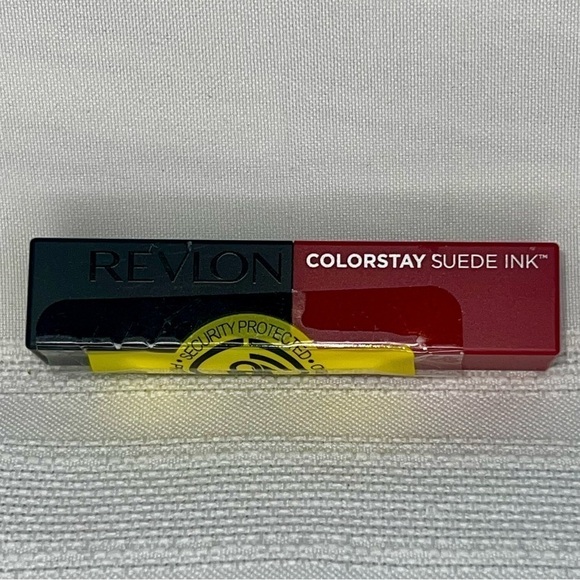 REVLON
COLORSTAY SUEDE INK™
SECURITY PROTECTED